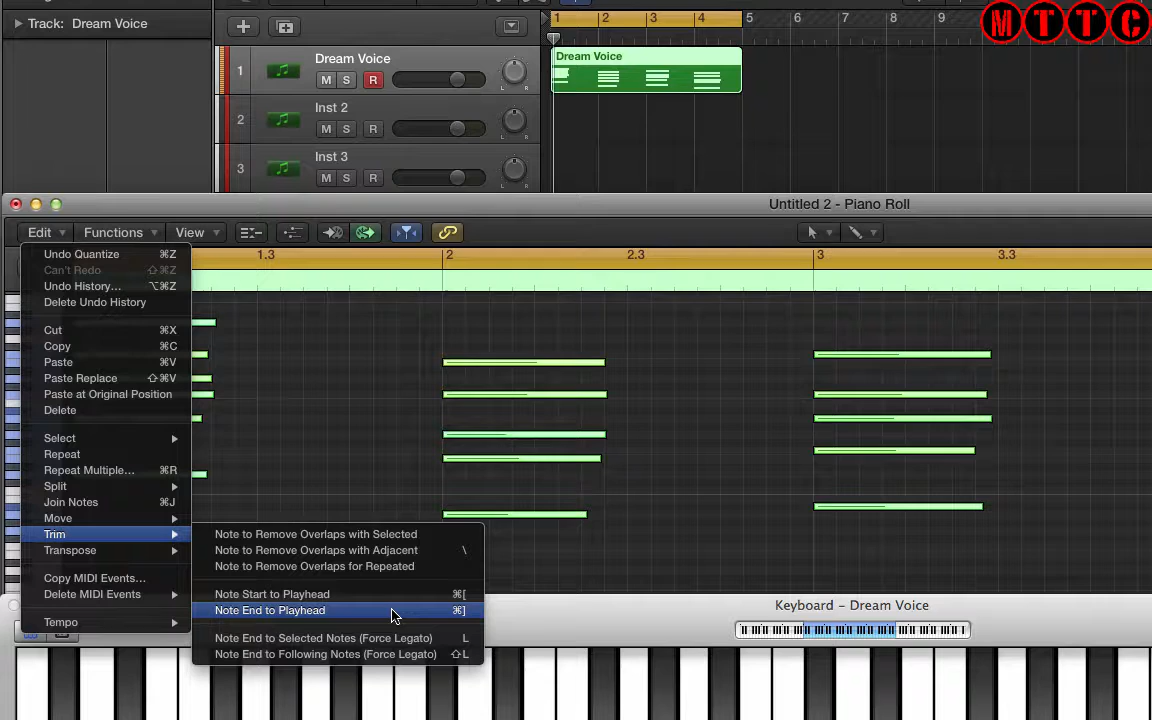 Track: Dream Voice
1 2 3 4 5 6 7 8 9
MTTC
1 Dream Voice
M S R
L R
Dream Voice
2 Inst 2
M S R
L R
3 Inst 3
M S R
L R
Untitled 2 - Piano Roll
Edit Functions View
1.3 2 2.3 3 3.3
Undo Quantize ⌘Z
Can't Redo ⇧⌘Z
Undo History... ⌥⌘Z
Delete Undo History
Cut ⌘X
Copy ⌘C
Paste ⌘V
Paste Replace ⇧⌘V
Paste at Original Position
Delete
Select
Repeat
Repeat Multiple... ⌘R
Split
Join Notes ⌘J
Move
Trim
Transpose
Copy MIDI Events...
Delete MIDI Events
Tempo
Note to Remove Overlaps with Selected
Note to Remove Overlaps with Adjacent \
Note to Remove Overlaps for Repeated
Note Start to Playhead ⌘[
Note End to Playhead ⌘]
Note End to Selected Notes (Force Legato) L
Note End to Following Notes (Force Legato) ⇧L
Keyboard – Dream Voice